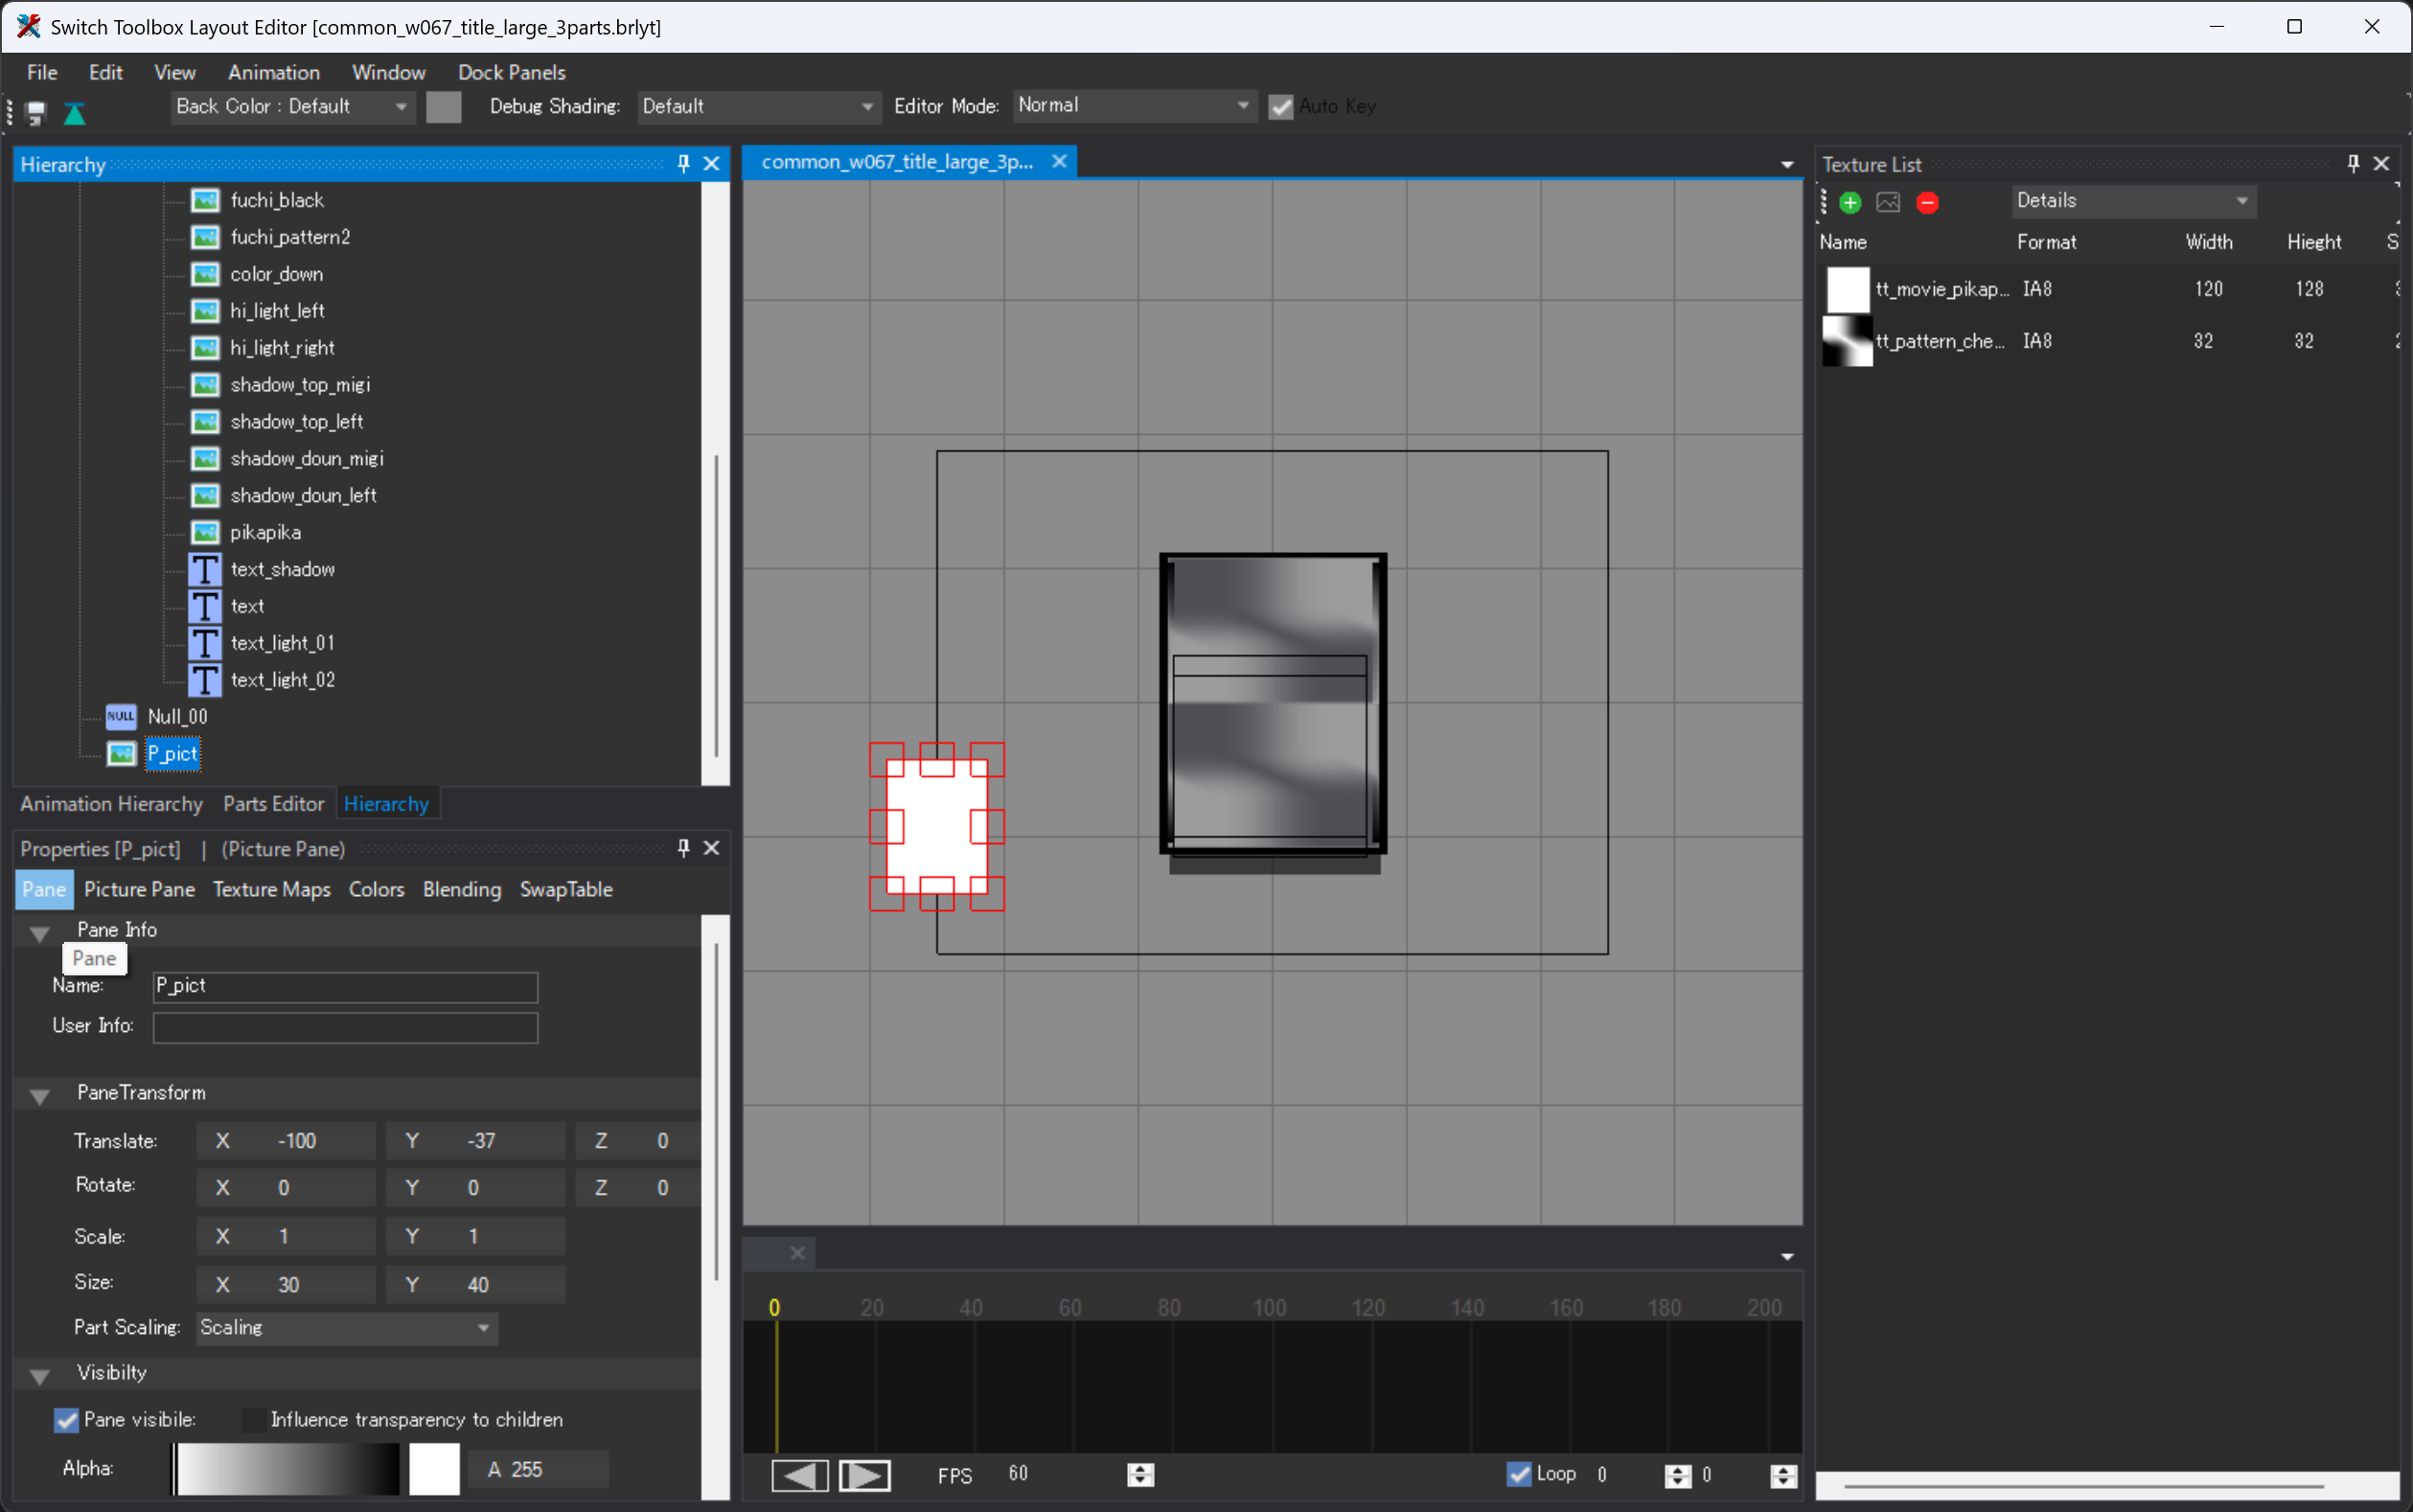 Switch Toolbox Layout Editor [common_w067_title_large_3parts.brlyt]
File Edit View Animation Window Dock Panels
Back Color : Default Debug Shading: Default Editor Mode: Normal Auto Key
Hierarchy
fuchi_black
fuchi_pattern2
color_down
hi_light_left
hi_light_right
shadow_top_migi
shadow_top_left
shadow_doun_migi
shadow_doun_left
pikapika
T text_shadow
T text
T text_light_01
T text_light_02
NULL Null_00
P_pict
Animation Hierarchy Parts Editor Hierarchy
Properties [P_pict] | (Picture Pane)
Pane Picture Pane Texture Maps Colors Blending SwapTable
Pane Info
Pane
Name: P_pict
User Info:
PaneTransform
Translate: X -100 Y -37 Z 0
Rotate: X 0 Y 0 Z 0
Scale: X 1 Y 1
Size: X 30 Y 40
Part Scaling: Scaling
Visibilty
Pane visibile: Influence transparency to children
Alpha: A 255
common_w067_title_large_3p...
0 20 40 60 80 100 120 140 160 180 200
FPS 60 Loop 0 0
Texture List
Details
Name Format Width Hieght S
tt_movie_pikap... IA8 120 128
tt_pattern_che... IA8 32 32